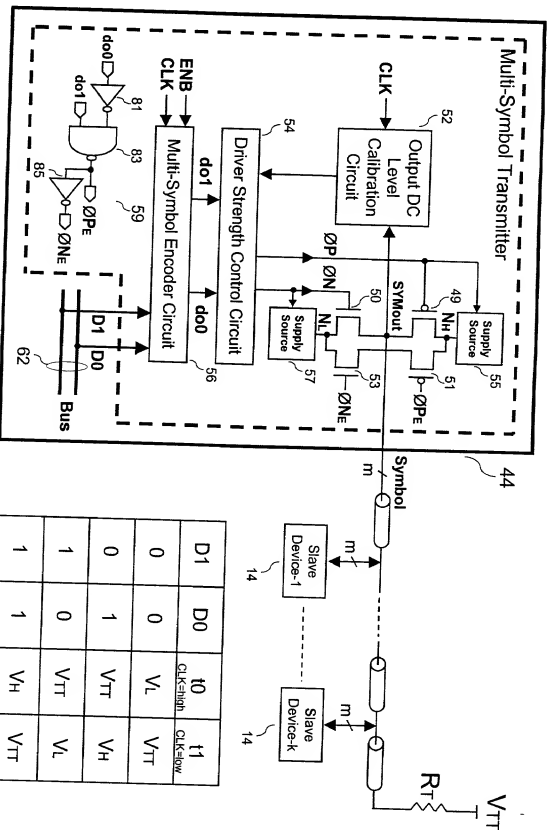 Multi-Symbol Transmitter
CLK
52
Output DC
Level
Calibration
Circuit
54
Driver Strength Control Circuit
ØP
ØN
SYMout
49
50
51
53
NH
NL
Supply
Source
55
Supply
Source
57
ØPE
ØNE
ENB
CLK
do1
do0
Multi-Symbol Encoder Circuit
56
do0
do1
81
83
85
ØPE
ØNE
59
D1
D0
62
Bus
44
Symbol
m
m
Slave
Device-1
14
m
Slave
Device-k
14
RT
VTT
D1 D0 t0 CLK=high t1 CLK=low
0 0 VL VTT
0 1 VTT VH
1 0 VTT VL
1 1 VH VTT